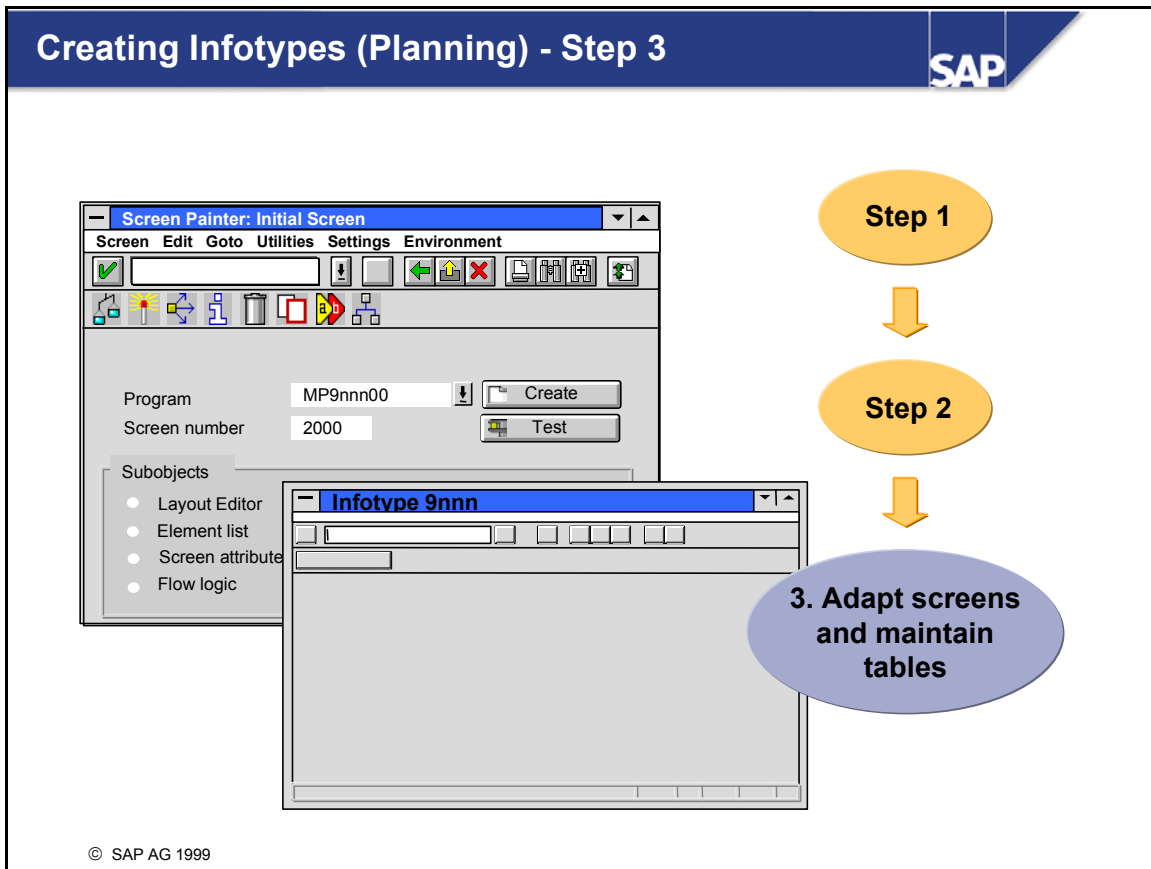 Creating Infotypes (Planning) - Step 3
SAP
Screen Painter: Initial Screen
Screen Edit Goto Utilities Settings Environment
Program MP9nnn00 Create
Screen number 2000 Test
Subobjects
Layout Editor
Element list
Screen attribute
Flow logic
Infotype 9nnn
Step 1
Step 2
3. Adapt screens
and maintain
tables
© SAP AG 1999